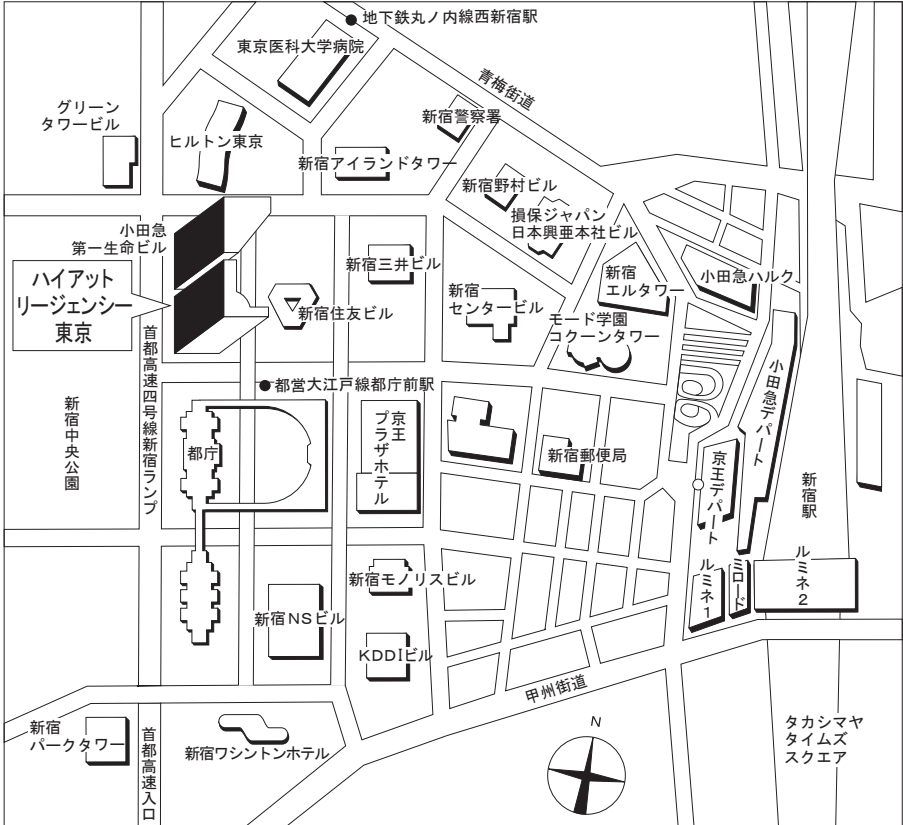 地下鉄丸ノ内線西新宿駅
東京医科大学病院
青梅街道
グリーン
タワービル
ヒルトン東京
新宿警察署
新宿アイランドタワー
新宿野村ビル
損保ジャパン
日本興亜本社ビル
小田急
第一生命ビル
新宿三井ビル
新宿
エルタワー
小田急ハルク
ハイアット
リージェンシー
東京
新宿住友ビル
新宿
センタービル
モード学園
コクーンタワー
首都高速四号線新宿ランプ
都営大江戸線都庁前駅
小田急デパート
新宿中央公園
都庁
京王
プラザホテル
新宿郵便局
京王デパート
新宿駅
新宿モノリスビル
ルミネ1
ミロード
ルミネ2
新宿NSビル
KDDIビル
甲州街道
新宿
パークタワー
首都高速入口
新宿ワシントンホテル
N
タカシマヤ
タイムズ
スクエア